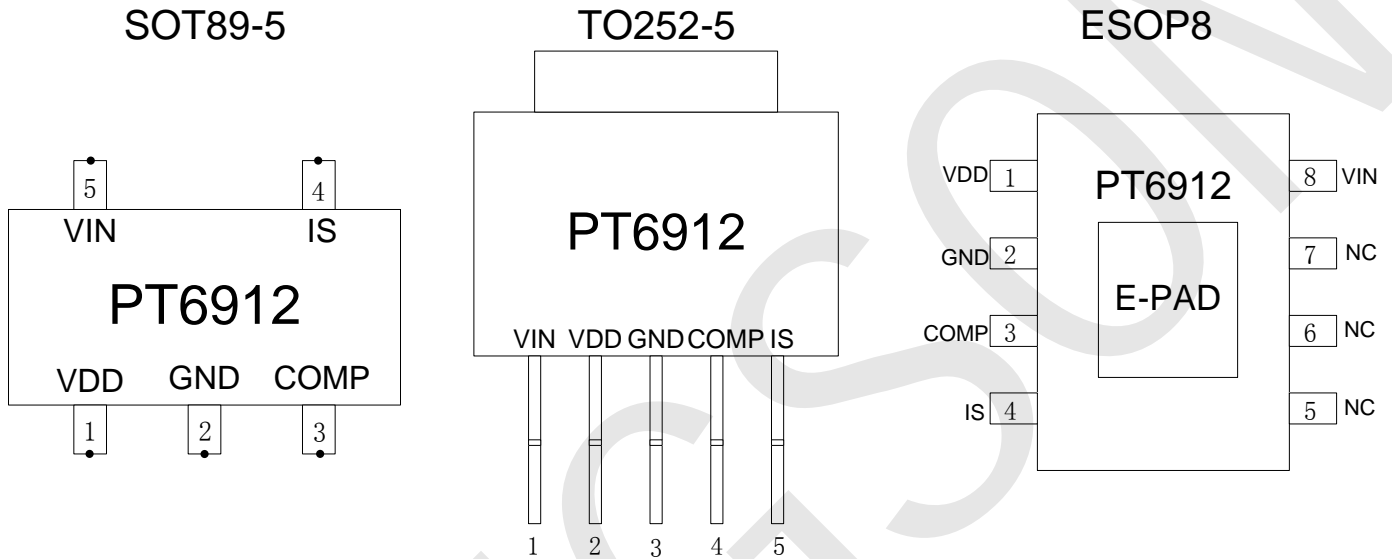 SOT89-5
5
4
VIN
IS
PT6912
VDD GND COMP
1
2
3
TO252-5
PT6912
VIN VDD GND COMP IS
1 2 3 4 5
ESOP8
PT6912
E-PAD
VDD 1
GND 2
COMP 3
IS 4
8 VIN
7 NC
6 NC
5 NC